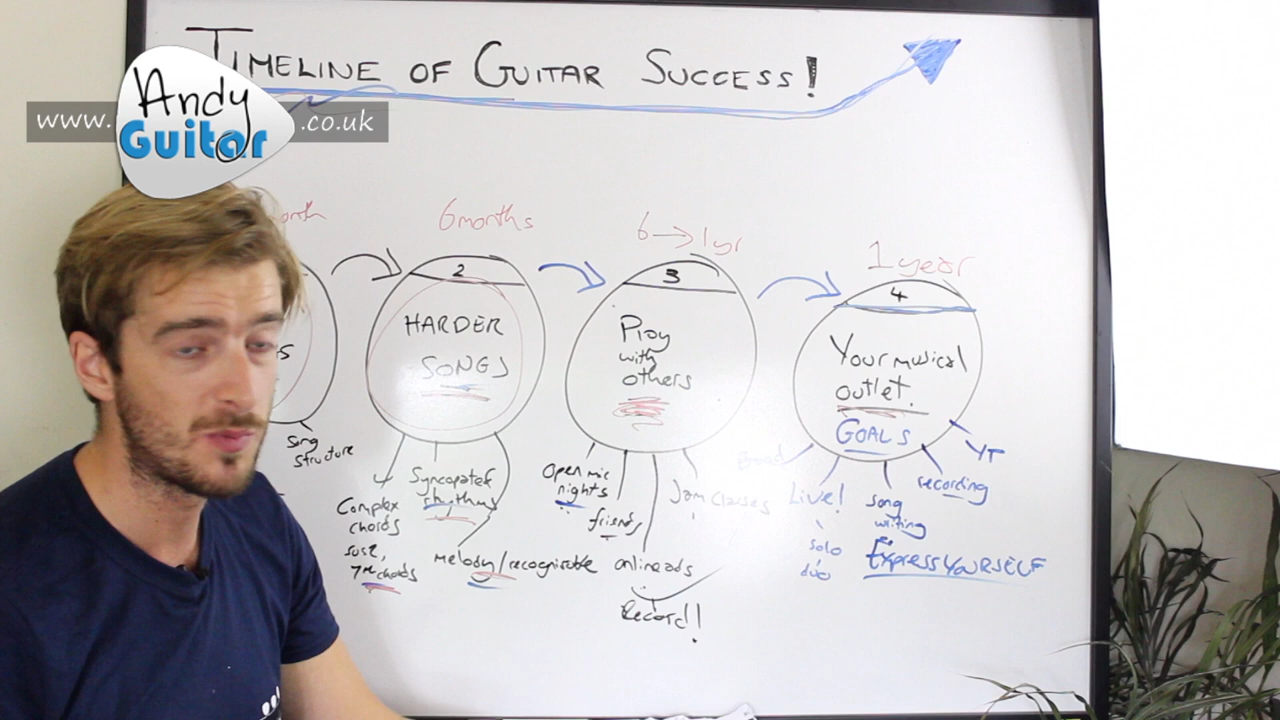 TIMELINE OF GUITAR SUCCESS!
www.
Andy
Guitar
.co.uk
6 months
6 → 1yr
1 year
2
HARDER
SONGS
3
Play
with
others
4
Your musical
outlet.
GOALS
Song
Structure
Complex
chords
sus2,
7th chords
Syncopated
rhythms
melody/recognisable
Open mic
nights
friends
online ads
Jam Classes
Record!
Band
Live!
solo
duo
song
writing
recording
YT
EXPRESS YOURSELF